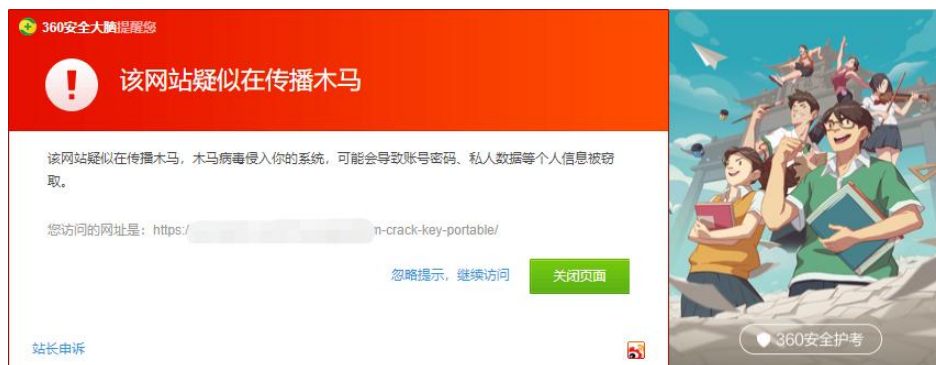 360安全大脑提醒您
该网站疑似在传播木马
该网站疑似在传播木马，木马病毒侵入你的系统，可能会导致账号密码、私人数据等个人信息被窃
取。
您访问的网址是：https:/ n-crack-key-portable/
忽略提示，继续访问
关闭页面
站长申诉
360安全护考